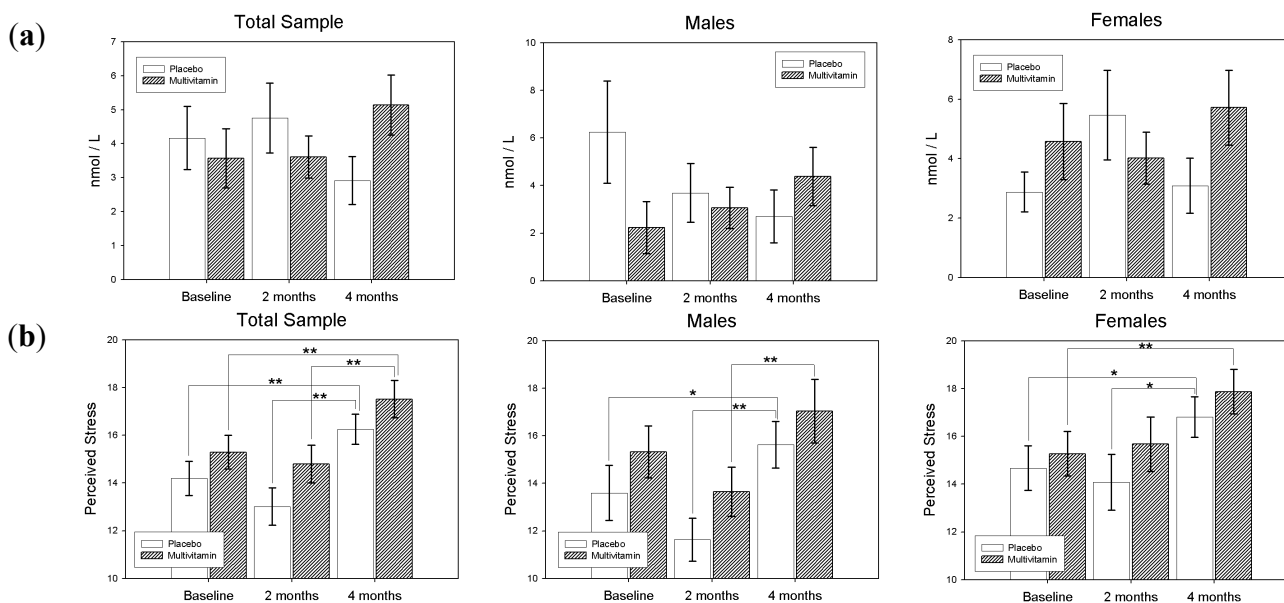 (a)
Total Sample
nmol / L
7
6
5
4
3
2
1
0
Placebo
Multivitamin
Baseline 2 months 4 months
Males
nmol / L
10
8
6
4
2
0
Placebo
Multivitamin
Baseline 2 months 4 months
Females
nmol / L
8
6
4
2
0
Placebo
Multivitamin
Baseline 2 months 4 months
(b)
Total Sample
Perceived Stress
20
18
16
14
12
10
**
**
**
**
Placebo
Multivitamin
Baseline 2 months 4 months
Males
Perceived Stress
20
18
16
14
12
10
**
*
**
Placebo
Multivitamin
Baseline 2 months 4 months
Females
Perceived Stress
20
18
16
14
12
10
**
*
*
Placebo
Multivitamin
Baseline 2 months 4 months